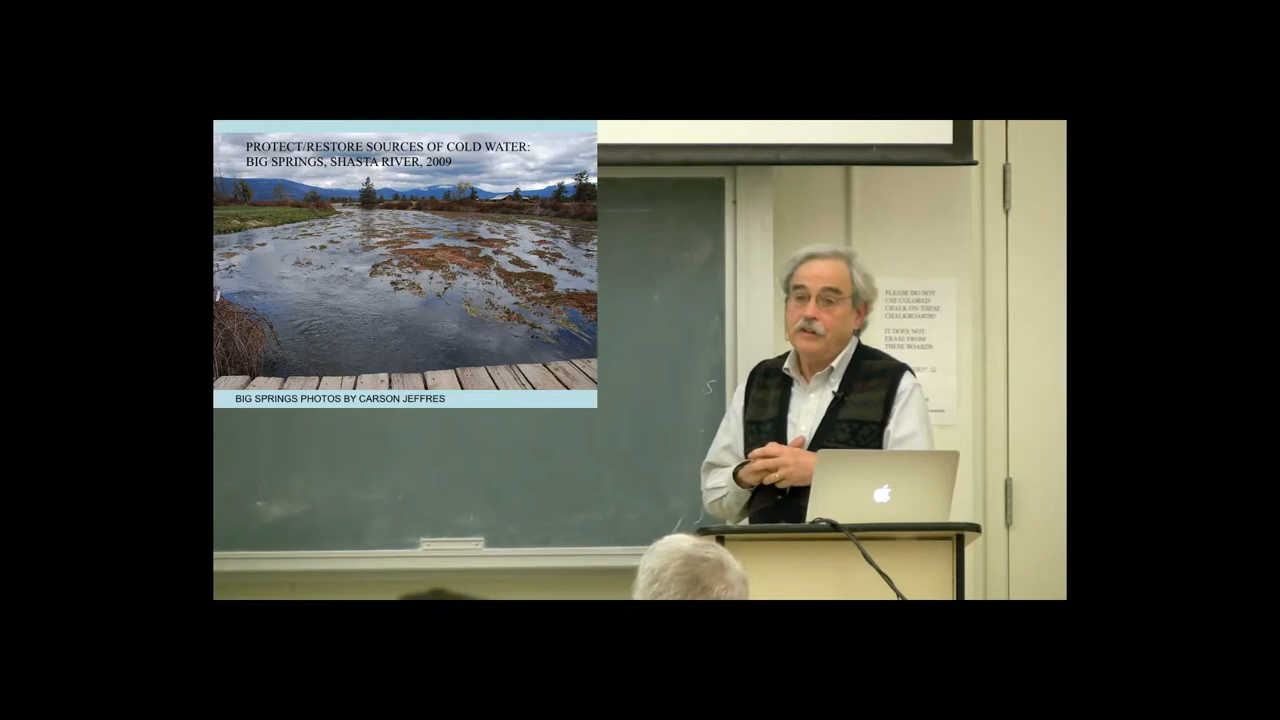 PROTECT/RESTORE SOURCES OF COLD WATER:
BIG SPRINGS, SHASTA RIVER, 2009
BIG SPRINGS PHOTOS BY CARSON JEFFRES
PLEASE DO NOT
USE COLORED
CHALK ON THESE
CHALKBOARDS!
IT DOES NOT
ERASE FROM
THESE BOARDS
5